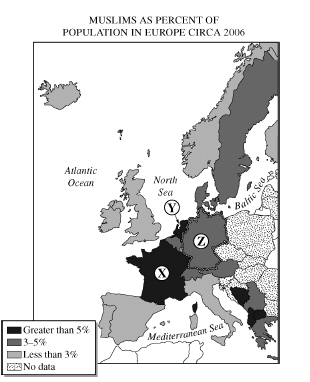 MUSLIMS AS PERCENT OF
POPULATION IN EUROPE CIRCA 2006
Atlantic
Ocean
North
Sea
Baltic Sea
Y
Z
X
Mediterranean Sea
Greater than 5%
3–5%
Less than 3%
No data